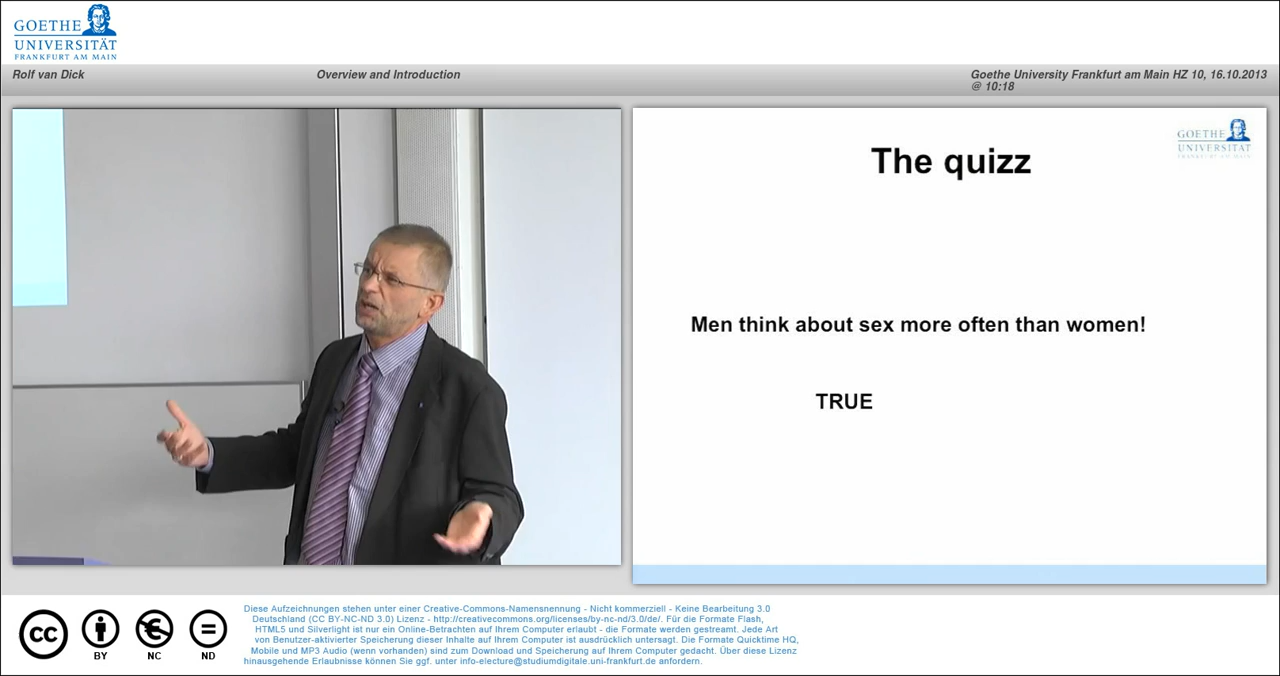 GOETHE
UNIVERSITÄT
FRANKFURT AM MAIN
Rolf van Dick
Overview and Introduction
Goethe University Frankfurt am Main HZ 10, 16.10.2013
@ 10:18
GOETHE
UNIVERSITÄT
FRANKFURT AM MAIN
The quizz
Men think about sex more often than women!
TRUE
cc
BY
NC
ND
Diese Aufzeichnungen stehen unter einer Creative-Commons-Namensnennung - Nicht kommerziell - Keine Bearbeitung 3.0
Deutschland (CC BY-NC-ND 3.0) Lizenz - http://creativecommons.org/licenses/by-nc-nd/3.0/de/. Für die Formate Flash,
HTML5 und Silverlight ist nur ein Online-Betrachten auf Ihrem Computer erlaubt - die Formate werden gestreamt. Jede Art
von Benutzer-aktivierter Speicherung dieser Inhalte auf Ihrem Computer ist ausdrücklich untersagt. Die Formate Quicktime HQ,
Mobile und MP3 Audio (wenn vorhanden) sind zum Download und Speicherung auf Ihrem Computer gedacht. Über diese Lizenz
hinausgehende Erlaubnisse können Sie ggf. unter info-electure@studiumdigitale.uni-frankfurt.de anfordern.